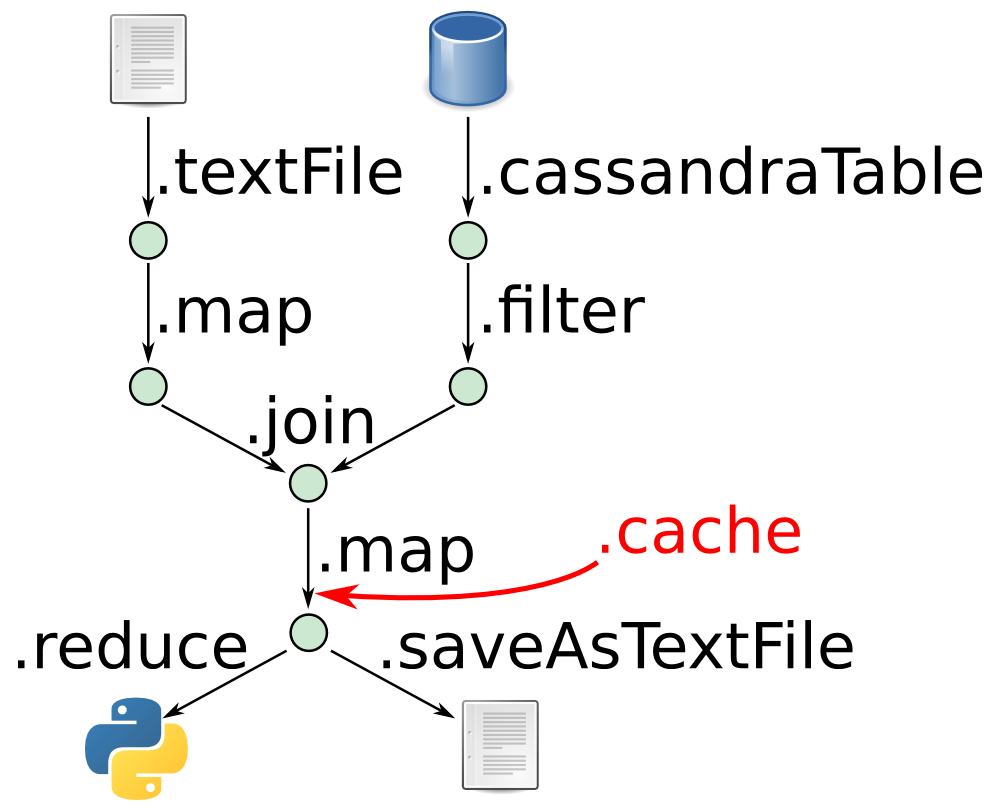 .textFile
.cassandraTable
.map
.filter
.join
.map
.cache
.reduce
.saveAsTextFile